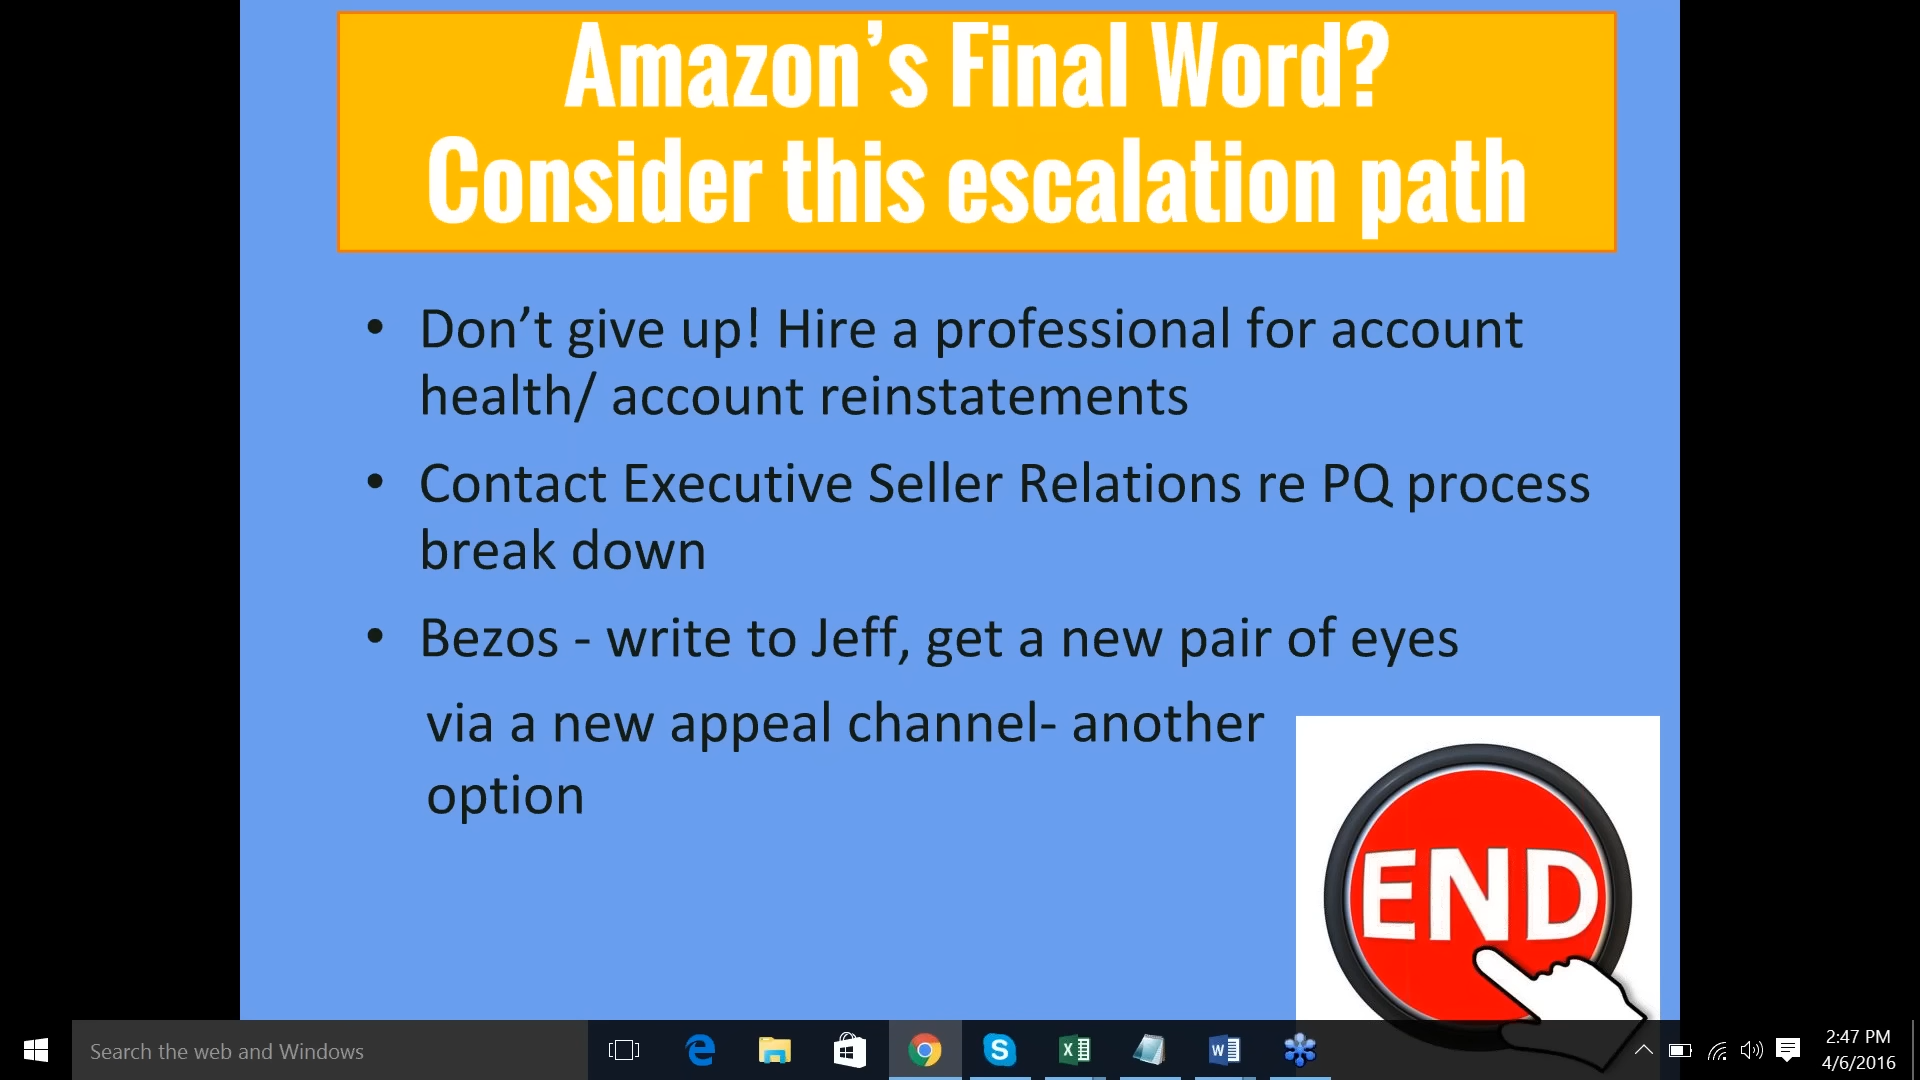 Amazon’s Final Word?
Consider this escalation path
• Don’t give up! Hire a professional for account
health/ account reinstatements
• Contact Executive Seller Relations re PQ process
break down
• Bezos - write to Jeff, get a new pair of eyes
via a new appeal channel- another
option
END
Search the web and Windows
2:47 PM
4/6/2016